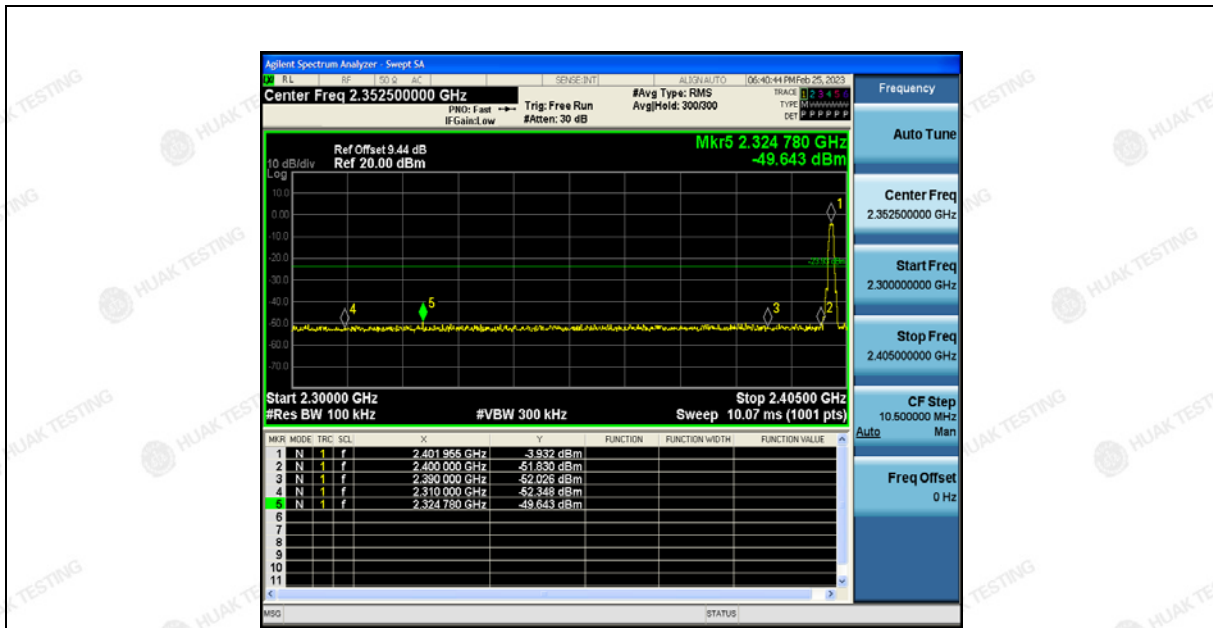 Agilent Spectrum Analyzer - Swept SA
RL RF 50 Ω AC SENSE:INT ALIGN AUTO 06:40:44 PM Feb 25, 2023
Center Freq 2.352500000 GHz
PNO: Fast
IFGain:Low
Trig: Free Run
#Atten: 30 dB
#Avg Type: RMS
Avg|Hold: 300/300
TRACE 1 2 3 4 5 6
TYPE M
DET P P P P P P
Ref Offset 9.44 dB
Ref 20.00 dBm
10 dB/div
Log
Mkr5 2.324 780 GHz
-49.643 dBm
10.0
0.00
-10.0
-20.0
-30.0
-40.0
-50.0
-60.0
-70.0
1
2
3
4
5
Start 2.30000 GHz
Stop 2.40500 GHz
#Res BW 100 kHz
#VBW 300 kHz
Sweep 10.07 ms (1001 pts)
MKR MODE TRC SCL X Y FUNCTION FUNCTION WIDTH FUNCTION VALUE
1 N 1 f 2.401 955 GHz -3.932 dBm
2 N 1 f 2.400 000 GHz -51.830 dBm
3 N 1 f 2.390 000 GHz -52.026 dBm
4 N 1 f 2.310 000 GHz -52.348 dBm
5 N 1 f 2.324 780 GHz -49.643 dBm
6
7
8
9
10
11
MSG
STATUS
Frequency
Auto Tune
Center Freq
2.352500000 GHz
Start Freq
2.300000000 GHz
Stop Freq
2.405000000 GHz
CF Step
10.500000 MHz
Auto Man
Freq Offset
0 Hz
HUAK TESTING